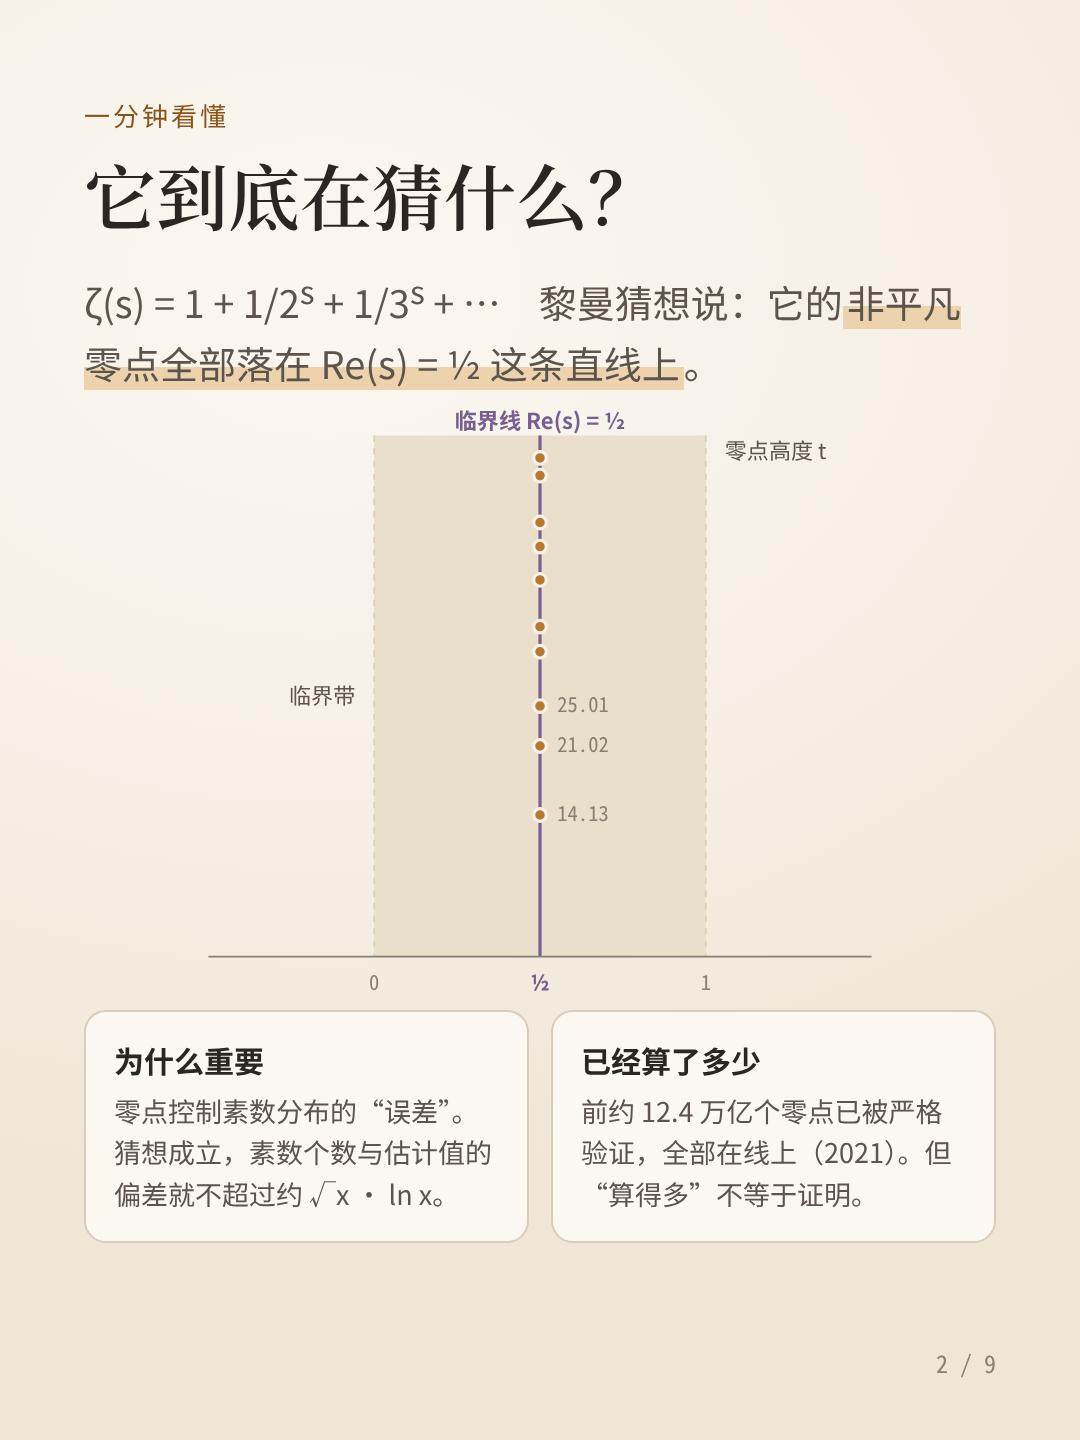 一分钟看懂
它到底在猜什么？
ζ(s) = 1 + 1/2ˢ + 1/3ˢ + ⋯　黎曼猜想说：它的非平凡
零点全部落在 Re(s) = ½ 这条直线上。
临界线 Re(s) = ½
零点高度 t
临界带
25.01
21.02
14.13
0
½
1
为什么重要
零点控制素数分布的“误差”。
猜想成立，素数个数与估计值的
偏差就不超过约 √x · ln x。
已经算了多少
前约 12.4 万亿个零点已被严格
验证，全部在线上（2021）。但
“算得多”不等于证明。
2 / 9